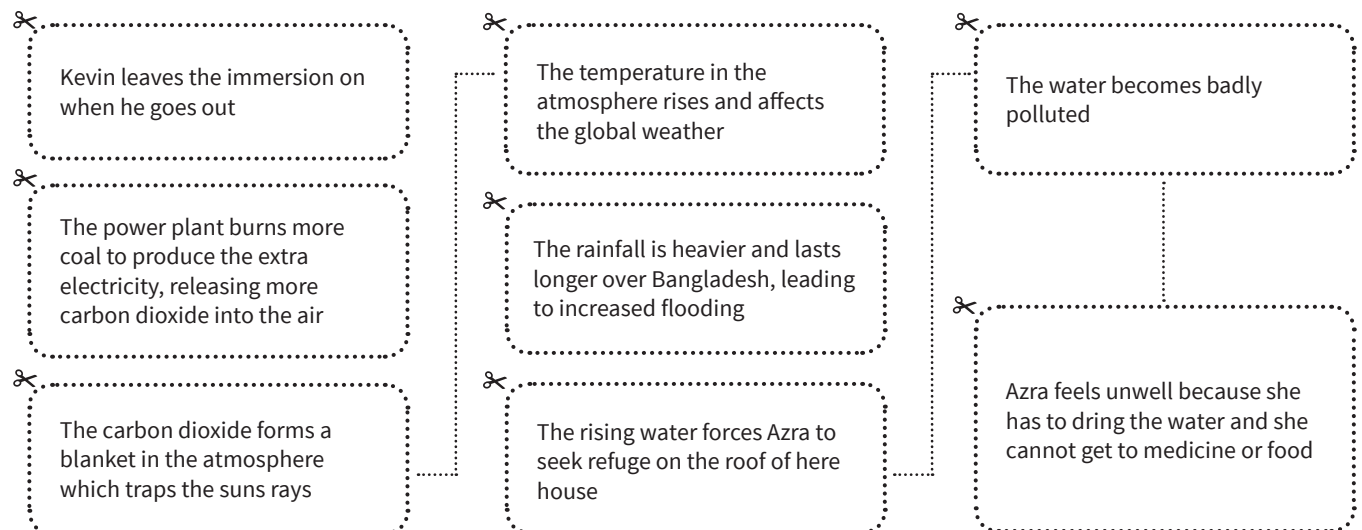 Kevin leaves the immersion on
when he goes out
The power plant burns more
coal to produce the extra
electricity, releasing more
carbon dioxide into the air
The carbon dioxide forms a
blanket in the atmosphere
which traps the suns rays
The temperature in the
atmosphere rises and affects
the global weather
The rainfall is heavier and lasts
longer over Bangladesh, leading
to increased flooding
The rising water forces Azra to
seek refuge on the roof of here
house
The water becomes badly
polluted
Azra feels unwell because she
has to dring the water and she
cannot get to medicine or food